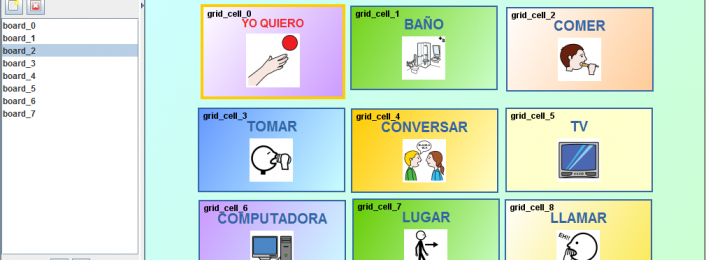 board_0
board_1
board_2
board_3
board_4
board_5
board_6
board_7
grid_cell_0
YO QUIERO
grid_cell_1
BAÑO
grid_cell_2
COMER
grid_cell_3
TOMAR
grid_cell_4
CONVERSAR
grid_cell_5
TV
grid_cell_6
COMPUTADORA
grid_cell_7
LUGAR
grid_cell_8
LLAMAR
EH!!